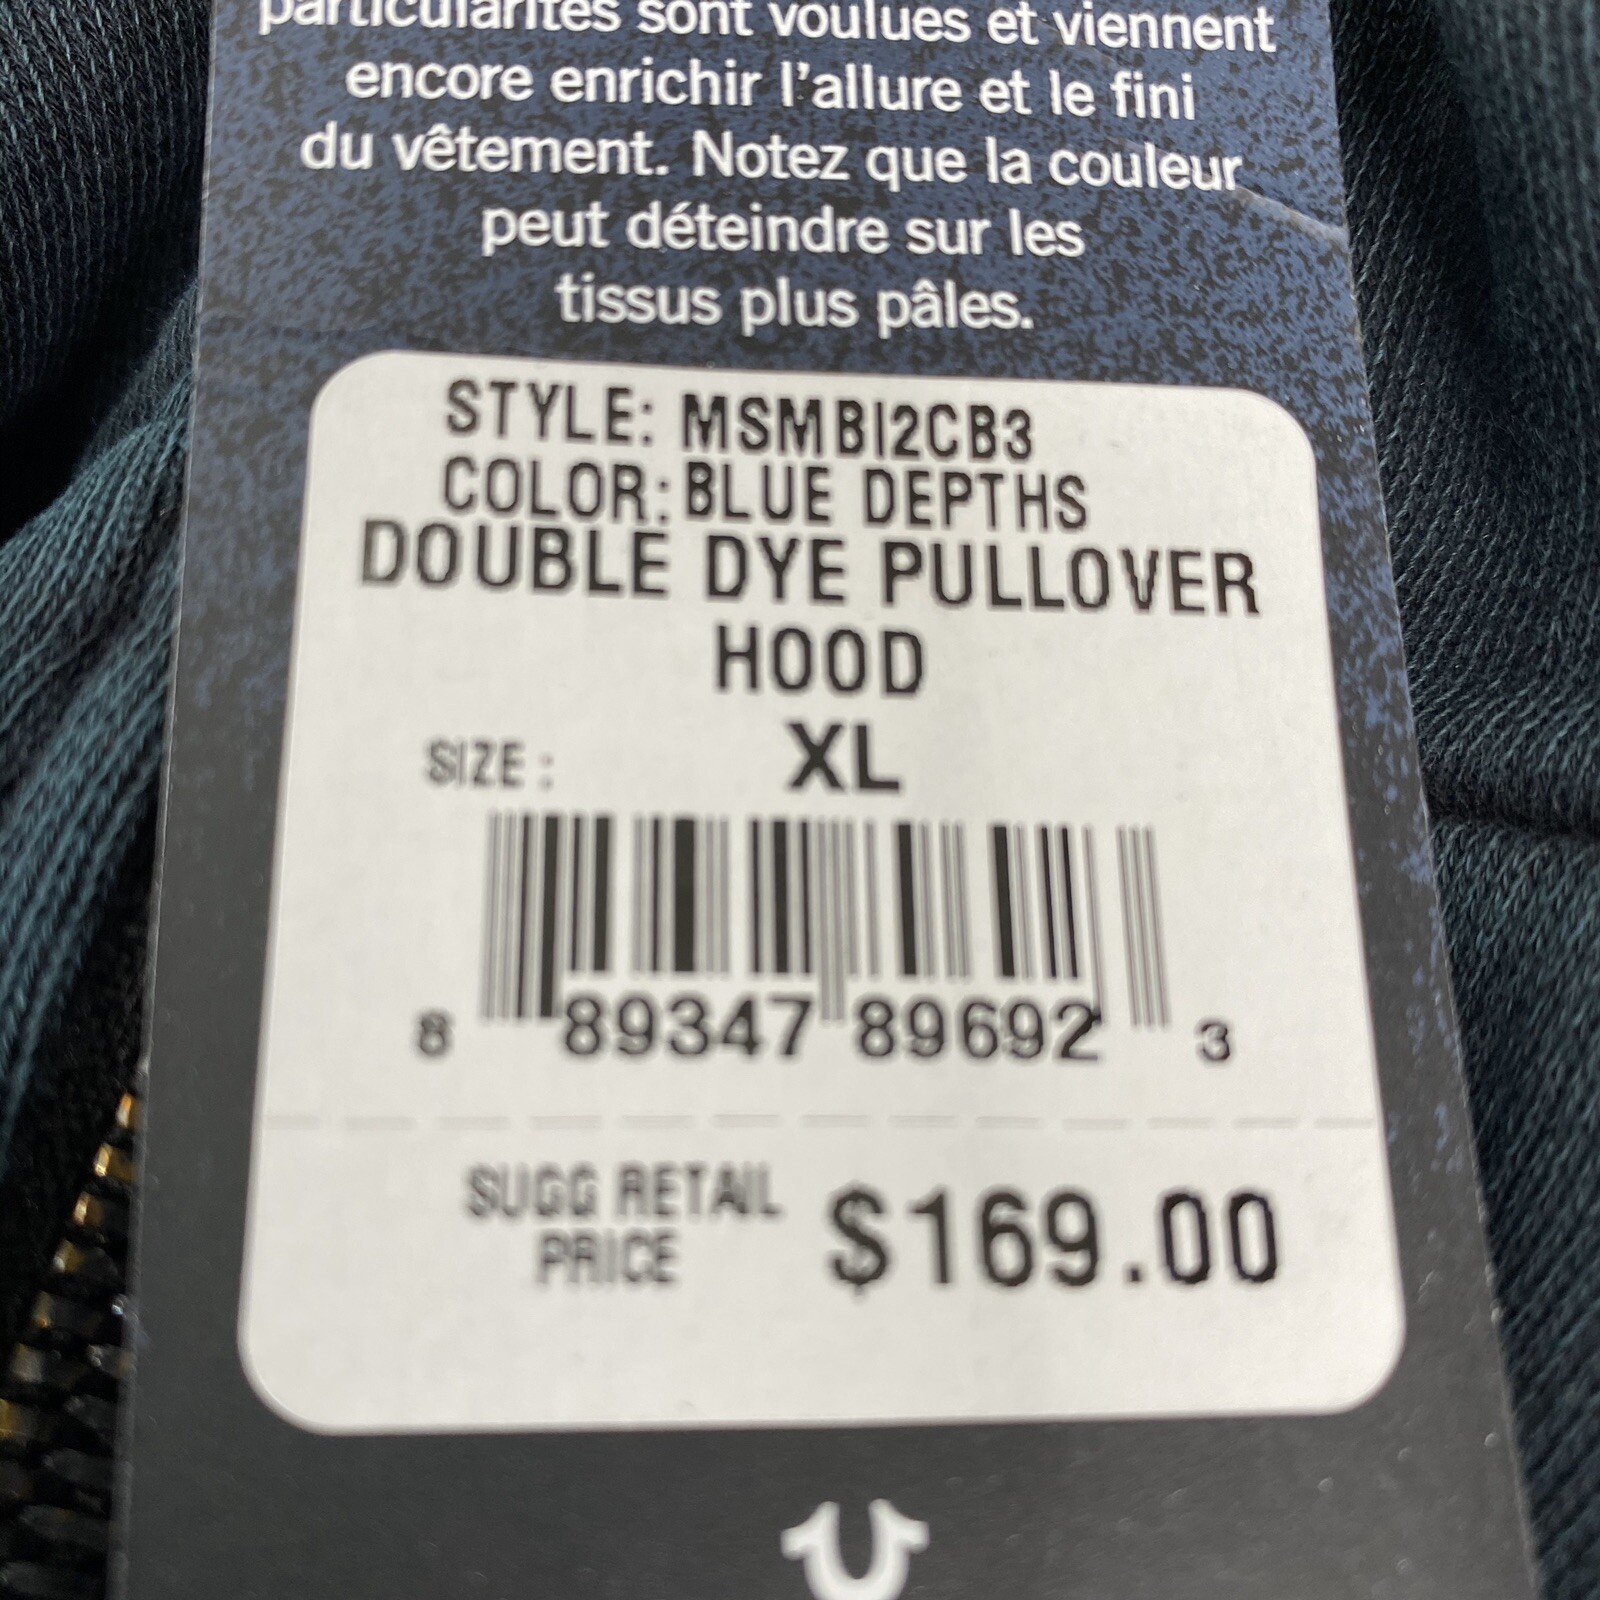 particularités sont voulues et viennent
encore enrichir l'allure et le fini
du vêtement. Notez que la couleur
peut déteindre sur les
tissus plus pâles.
STYLE: MSMBI2CB3
COLOR: BLUE DEPTHS
DOUBLE DYE PULLOVER
HOOD
SIZE : XL
8 89347 89692 3
SUGG RETAIL
PRICE $169.00